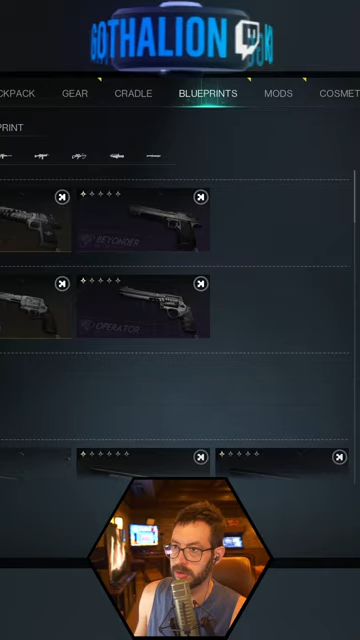 GOTHALION
CKPACK GEAR CRADLE BLUEPRINTS MODS COSMET
PRINT
BEYONDER
OPERATOR